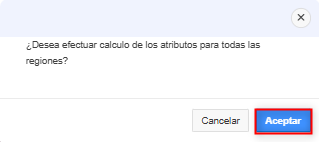 ¿Desea efectuar calculo de los atributos para todas las
regiones?
Cancelar
Aceptar